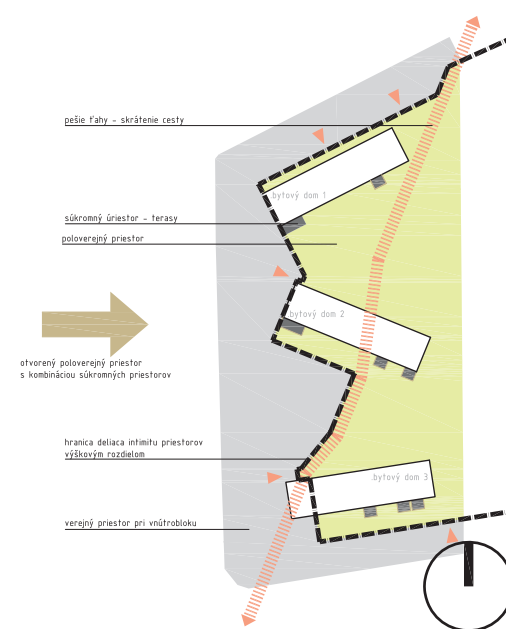 pešie ťahy - skrátenie cesty
bytový dom 1
súkromný úriestor - terasy
poloverejný priestor
bytový dom 2
otvorený poloverejný priestor
s kombináciou súkromných priestorov
hranica deliaca intimitu priestorov
výškovým rozdielom
bytový dom 3
verejný priestor pri vnútrobloku